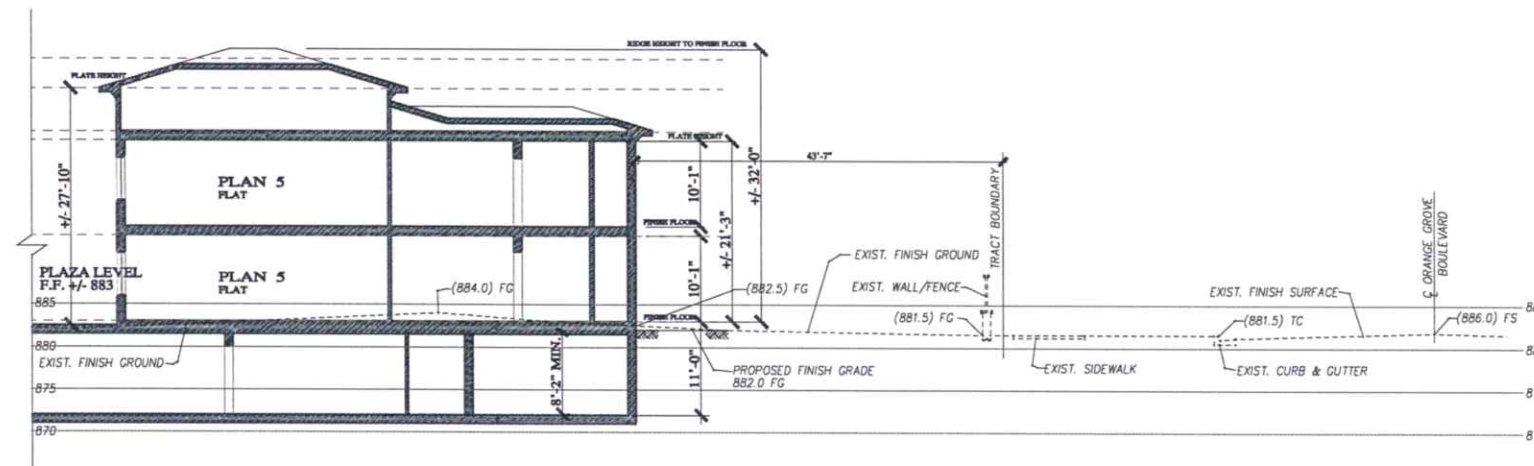 RIDGE HEIGHT TO FINISH FLOOR
PLATE HEIGHT
PLATE HEIGHT
43'-7"
+/- 27'-10"
PLAN 5
FLAT
10'-1"
+/- 32'-0"
+/- 21'-3"
FINISH FLOOR
TRACT BOUNDARY
℄ ORANGE GROVE
BOULEVARD
EXIST. FINISH GROUND
PLAZA LEVEL
F.F. +/- 883
PLAN 5
FLAT
10'-1"
(884.0) FG
(882.5) FG
EXIST. WALL/FENCE
EXIST. FINISH SURFACE
885
FINISH FLOOR
(881.5) FG
(881.5) TC
(886.0) FS
880
EXIST. FINISH GROUND
8'-2" MIN.
11'-0"
PROPOSED FINISH GRADE
882.0 FG
EXIST. SIDEWALK
EXIST. CURB & GUTTER
875
870